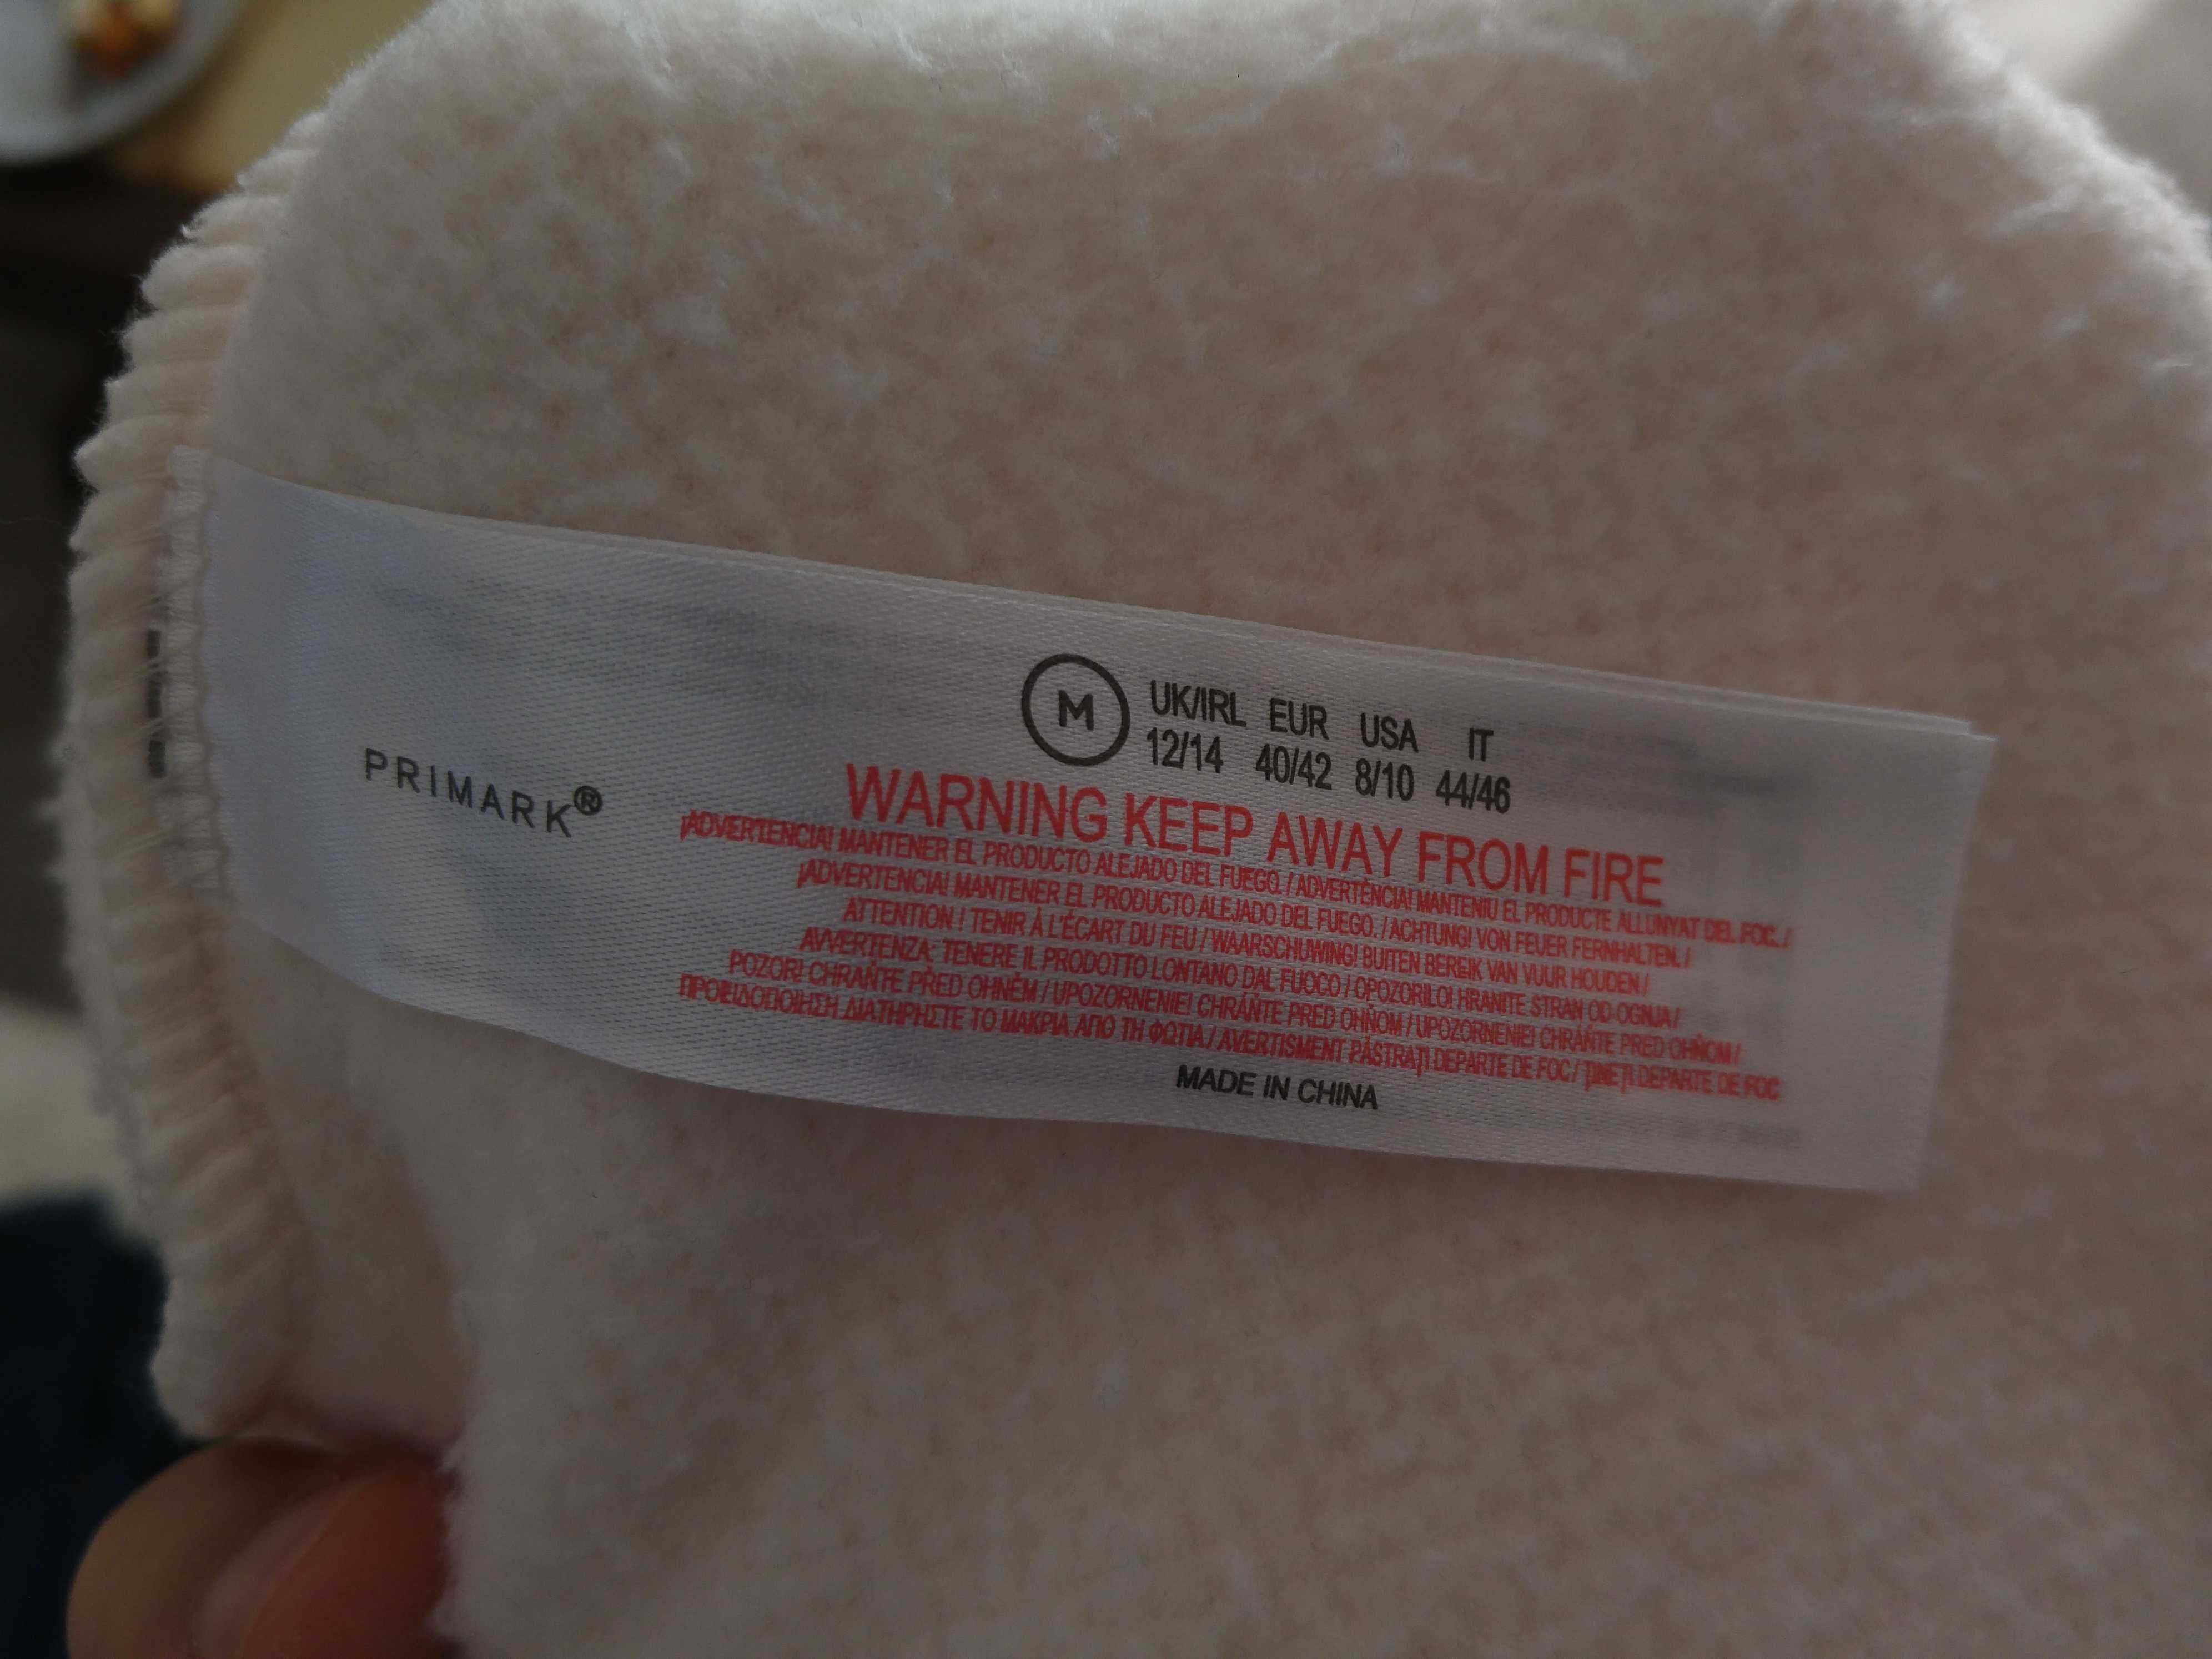 PRIMARK®
M UK/IRL EUR USA IT
12/14 40/42 8/10 44/46
WARNING KEEP AWAY FROM FIRE
¡ADVERTENCIA! MANTENER EL PRODUCTO ALEJADO DEL FUEGO. / ADVERTÈNCIA! MANTENIU EL PRODUCTE ALLUNYAT DEL FOC. /
¡ADVERTENCIA! MANTENER EL PRODUCTO ALEJADO DEL FUEGO. / ACHTUNG! VON FEUER FERNHALTEN. /
ATTENTION ! TENIR À L'ÉCART DU FEU / WAARSCHUWING! BUITEN BEREIK VAN VUUR HOUDEN /
AVVERTENZA: TENERE IL PRODOTTO LONTANO DAL FUOCO / OPOZORILO! HRANITE STRAN OD OGNJA /
POZOR! CHRAŇTE PŘED OHNĚM / UPOZORNENIE! CHRÁŇTE PRED OHŇOM / UPOZORNENIE! CHRÁŇTE PRED OHŇOM /
ΠΡΟΕΙΔΟΠΟΙΗΣΗ ΔΙΑΤΗΡΗΣΤΕ ΤΟ ΜΑΚΡΙΑ ΑΠΟ ΤΗ ΦΩΤΙΑ / AVERTISMENT PĂSTRAȚI DEPARTE DE FOC / ȚINEȚI DEPARTE DE FOC
MADE IN CHINA